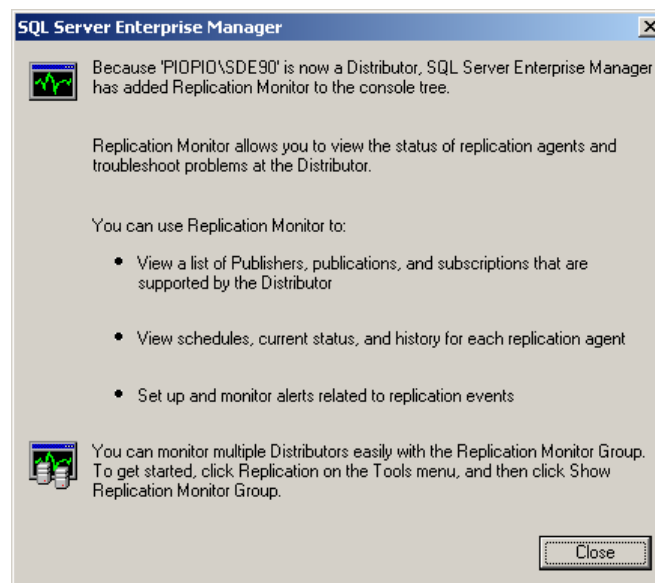 SQL Server Enterprise Manager
Because 'PIOPIO\SDE90' is now a Distributor, SQL Server Enterprise Manager
has added Replication Monitor to the console tree.
Replication Monitor allows you to view the status of replication agents and
troubleshoot problems at the Distributor.
You can use Replication Monitor to:
• View a list of Publishers, publications, and subscriptions that are
supported by the Distributor
• View schedules, current status, and history for each replication agent
• Set up and monitor alerts related to replication events
You can monitor multiple Distributors easily with the Replication Monitor Group.
To get started, click Replication on the Tools menu, and then click Show
Replication Monitor Group.
Close